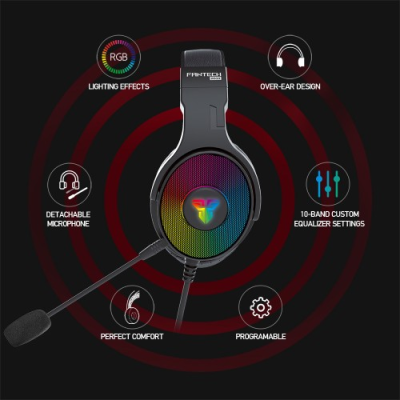 RGB
FANTECH
LIGHTING EFFECTS
OVER-EAR DESIGN
DETACHABLE
MICROPHONE
10-BAND CUSTOM
EQUALIZER SETTINGS
PERFECT COMFORT
PROGRAMABLE